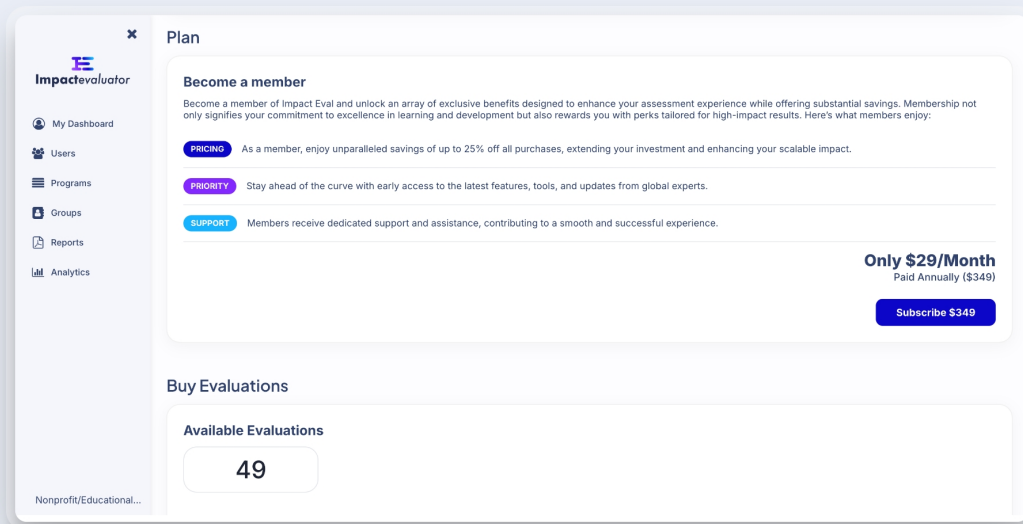 Impactevaluator
My Dashboard
Users
Programs
Groups
Reports
Analytics
Nonprofit/Educational...
Plan
Become a member
Become a member of Impact Eval and unlock an array of exclusive benefits designed to enhance your assessment experience while offering substantial savings. Membership not
only signifies your commitment to excellence in learning and development but also rewards you with perks tailored for high-impact results. Here's what members enjoy:
PRICING As a member, enjoy unparalleled savings of up to 25% off all purchases, extending your investment and enhancing your scalable impact.
PRIORITY Stay ahead of the curve with early access to the latest features, tools, and updates from global experts.
SUPPORT Members receive dedicated support and assistance, contributing to a smooth and successful experience.
Only $29/Month
Paid Annually ($349)
Subscribe $349
Buy Evaluations
Available Evaluations
49